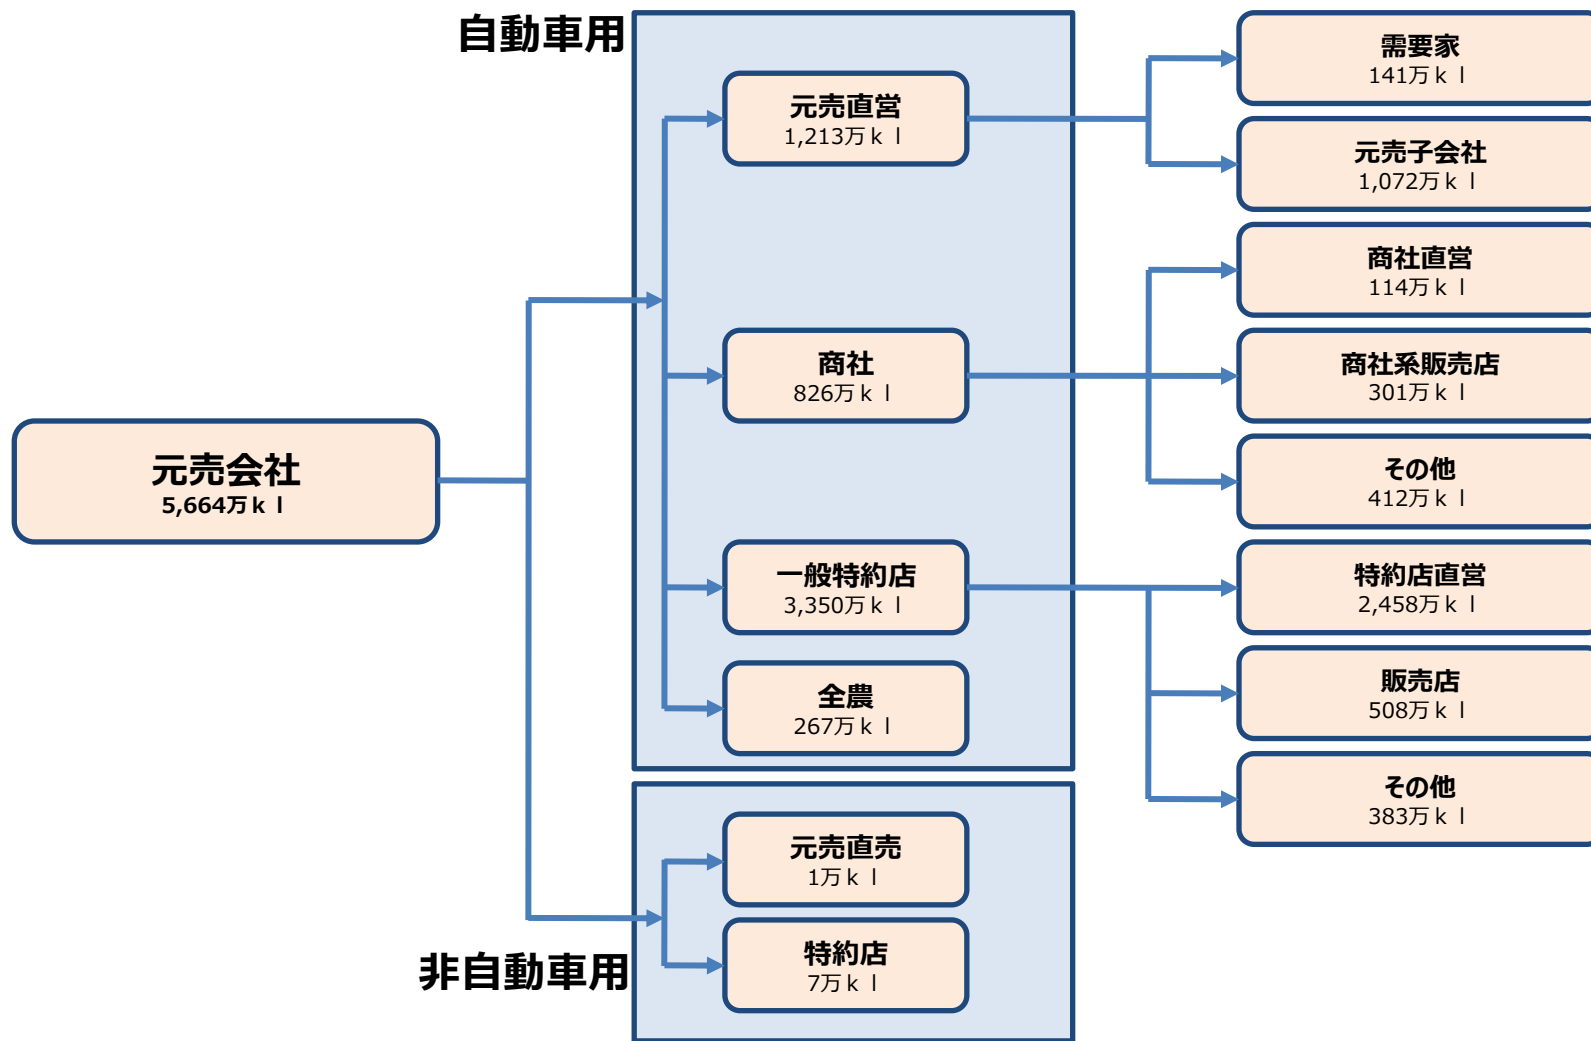 自動車用
元売会社
5,664万ｋｌ
元売直営
1,213万ｋｌ
商社
826万ｋｌ
一般特約店
3,350万ｋｌ
全農
267万ｋｌ
需要家
141万ｋｌ
元売子会社
1,072万ｋｌ
商社直営
114万ｋｌ
商社系販売店
301万ｋｌ
その他
412万ｋｌ
特約店直営
2,458万ｋｌ
販売店
508万ｋｌ
その他
383万ｋｌ
非自動車用
元売直売
1万ｋｌ
特約店
7万ｋｌ